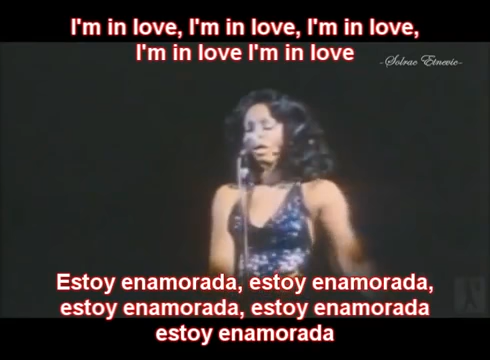 I'm in love, I'm in love, I'm in love,
I'm in love I'm in love
-Solrac Etnevic-
Estoy enamorada, estoy enamorada,
estoy enamorada, estoy enamorada
estoy enamorada